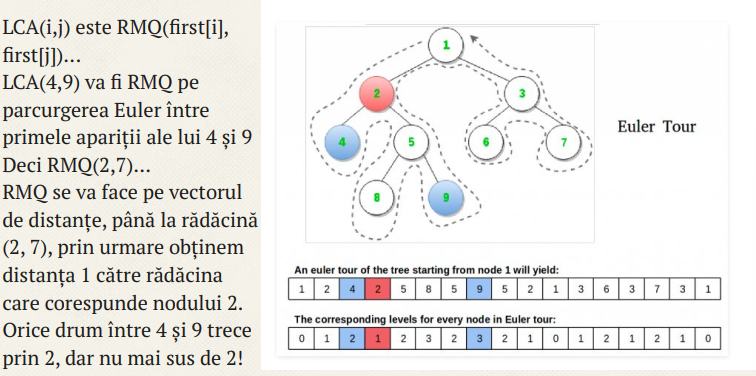 LCA(i,j) este RMQ(first[i],
first[j])...
LCA(4,9) va fi RMQ pe
parcurgerea Euler între
primele apariții ale lui 4 și 9
Deci RMQ(2,7)...
RMQ se va face pe vectorul
de distanțe, până la rădăcină
(2, 7), prin urmare obținem
distanța 1 către rădăcina
care corespunde nodului 2.
Orice drum între 4 și 9 trece
prin 2, dar nu mai sus de 2!
1
2
3
4
5
6
7
8
9
Euler Tour
An euler tour of the tree starting from node 1 will yield:
1 2 4 2 5 8 5 9 5 2 1 3 6 3 7 3 1
The corresponding levels for every node in Euler tour:
0 1 2 1 2 3 2 3 2 1 0 1 2 1 2 1 0